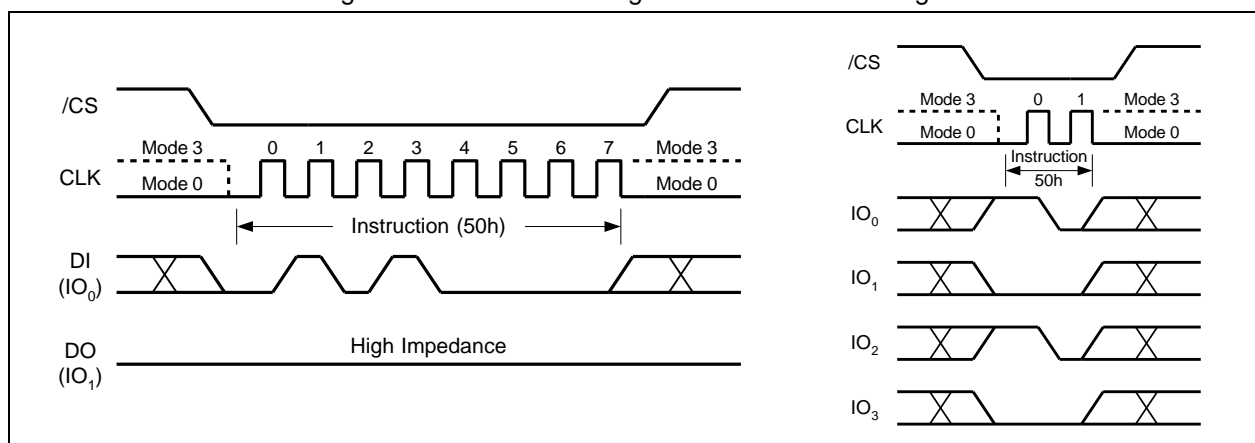 /CS
Mode 3 0 1 2 3 4 5 6 7 Mode 3
CLK
Mode 0 Mode 0
Instruction (50h)
DI
(IO0)
High Impedance
DO
(IO1)
/CS
Mode 3 0 1 Mode 3
CLK
Mode 0 Mode 0
Instruction
50h
IO0
IO1
IO2
IO3